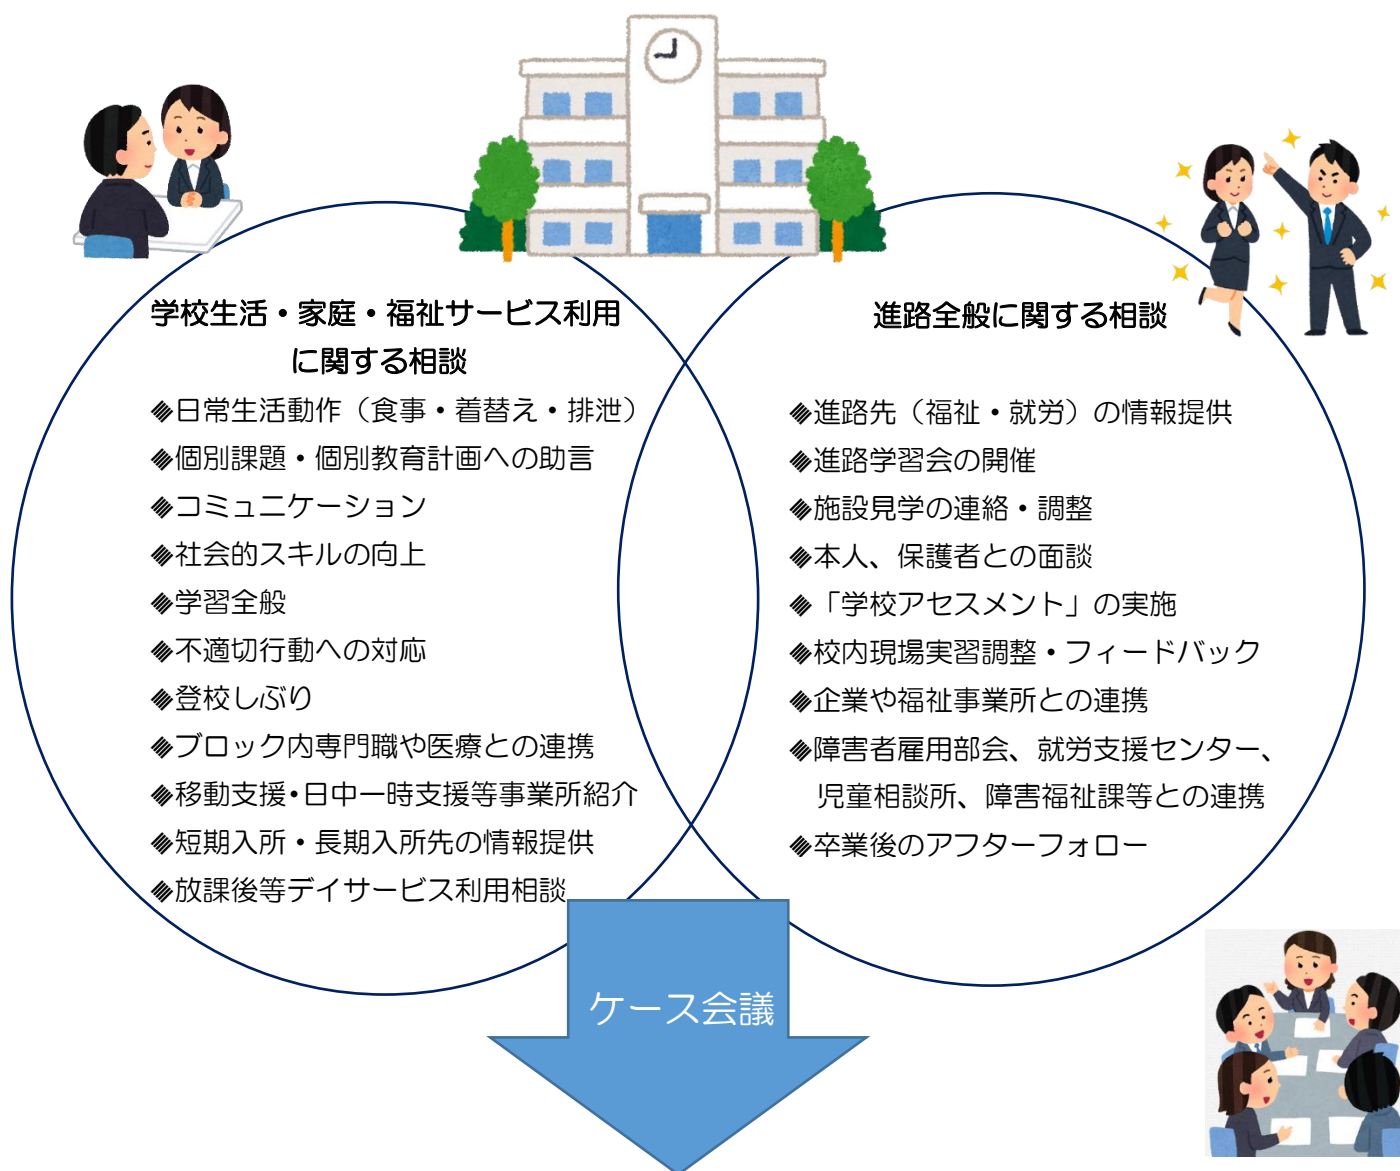 学校生活・家庭・福祉サービス利用
に関する相談
◆日常生活動作（食事・着替え・排泄）
◆個別課題・個別教育計画への助言
◆コミュニケーション
◆社会的スキルの向上
◆学習全般
◆不適切行動への対応
◆登校しぶり
◆ブロック内専門職や医療との連携
◆移動支援・日中一時支援等事業所紹介
◆短期入所・長期入所先の情報提供
◆放課後等デイサービス利用相談
進路全般に関する相談
◆進路先（福祉・就労）の情報提供
◆進路学習会の開催
◆施設見学の連絡・調整
◆本人、保護者との面談
◆「学校アセスメント」の実施
◆校内現場実習調整・フィードバック
◆企業や福祉事業所との連携
◆障害者雇用部会、就労支援センター、
児童相談所、障害福祉課等との連携
◆卒業後のアフターフォロー
ケース会議